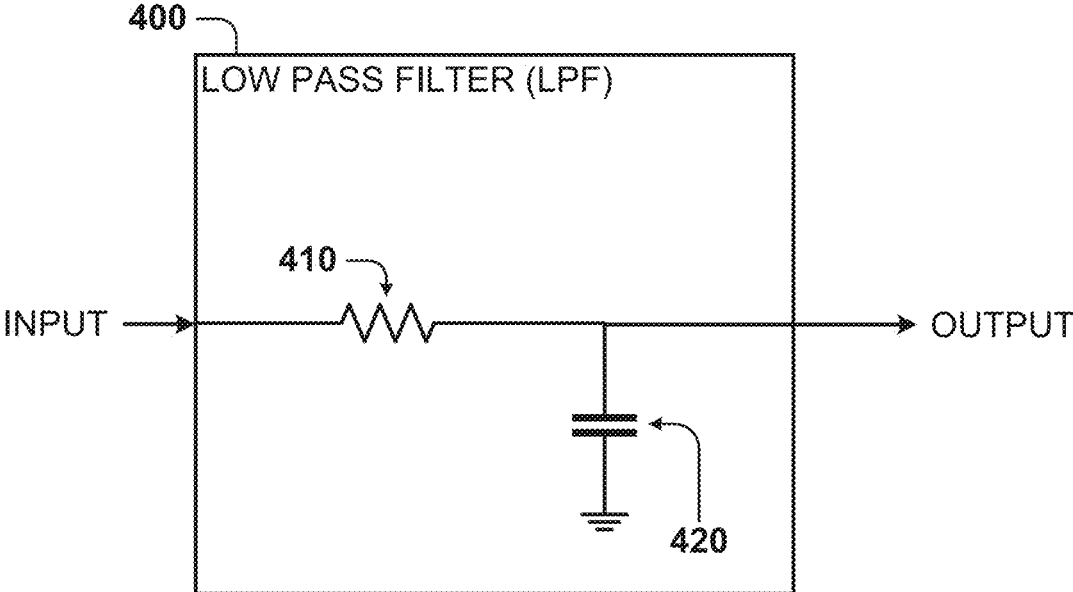 400
LOW PASS FILTER (LPF)
410
INPUT
OUTPUT
420